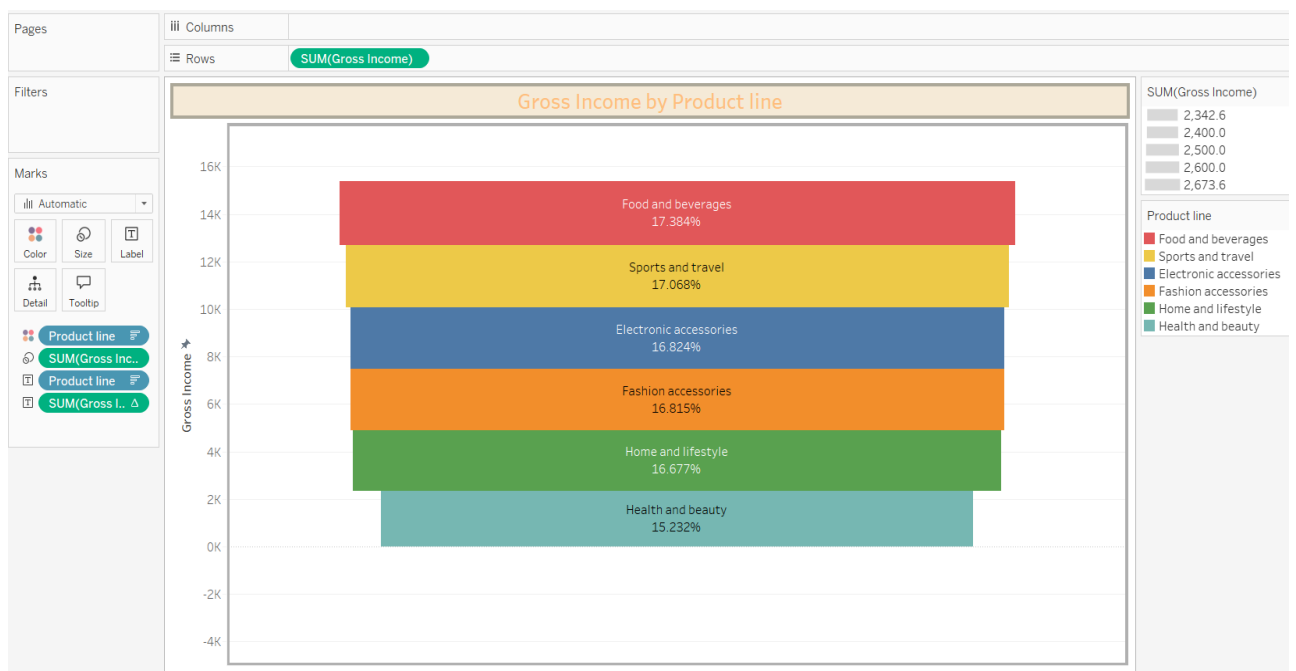 Pages
Columns
Rows
SUM(Gross Income)
Filters
Marks
Automatic
Color
Size
Label
Detail
Tooltip
Product line
SUM(Gross Inc..
Product line
SUM(Gross I..
Gross Income by Product line
Gross Income
16K
14K
12K
10K
8K
6K
4K
2K
0K
-2K
-4K
Food and beverages
17.384%
Sports and travel
17.068%
Electronic accessories
16.824%
Fashion accessories
16.815%
Home and lifestyle
16.677%
Health and beauty
15.232%
SUM(Gross Income)
2,342.6
2,400.0
2,500.0
2,600.0
2,673.6
Product line
Food and beverages
Sports and travel
Electronic accessories
Fashion accessories
Home and lifestyle
Health and beauty